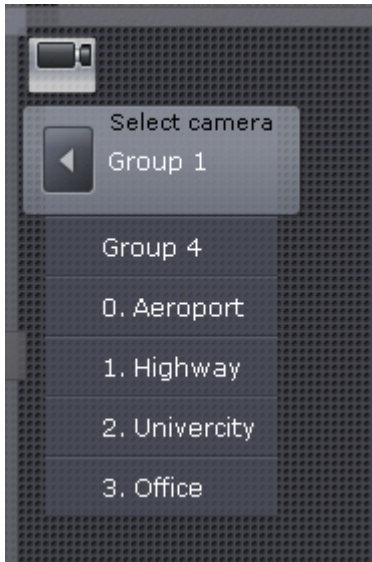 Select camera
Group 1
Group 4
0. Aeroport
1. Highway
2. Univercity
3. Office